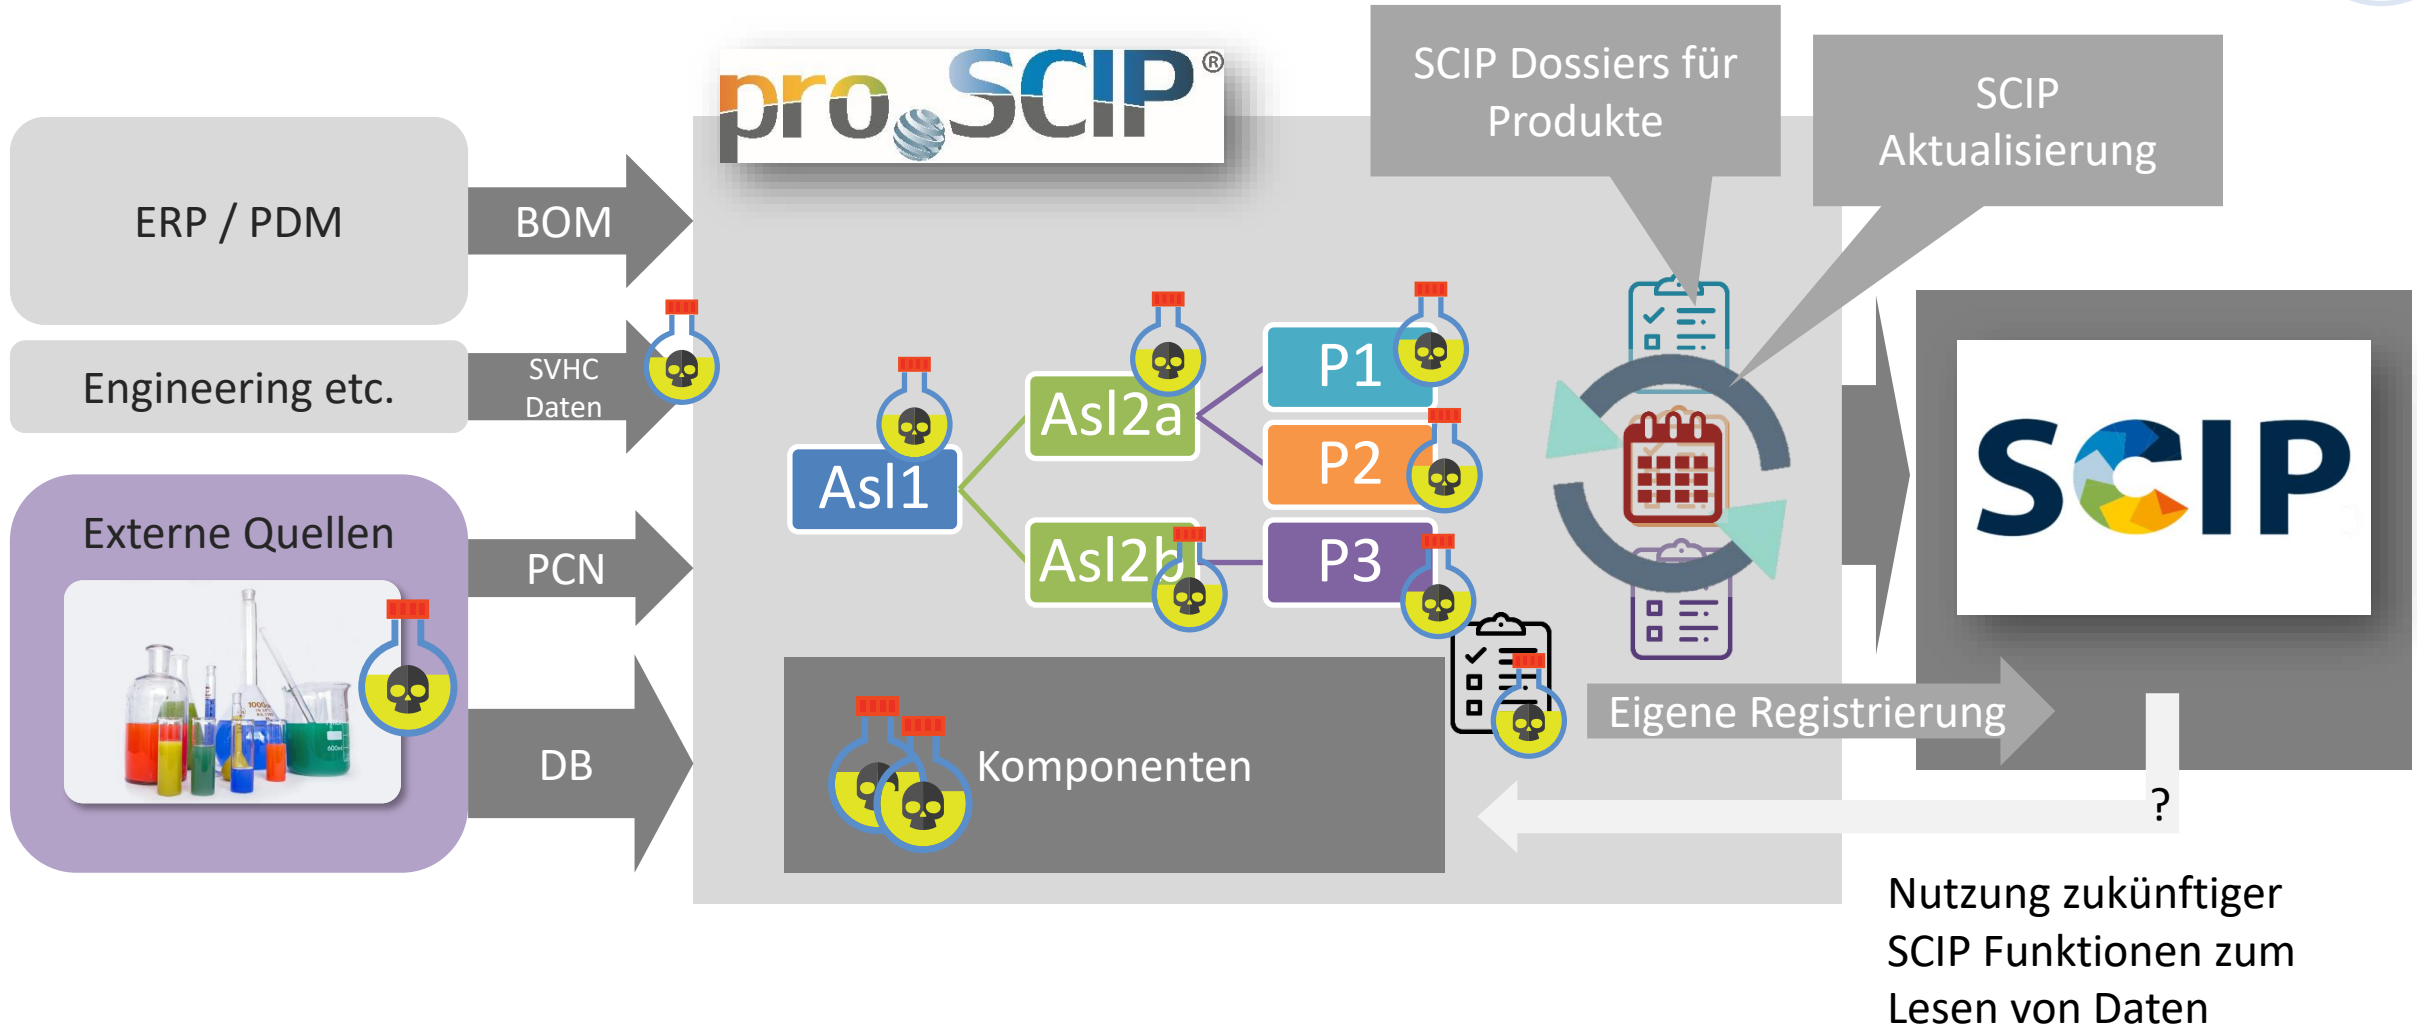 pro.SCIP®
SCIP Dossiers für
Produkte
SCIP
Aktualisierung
ERP / PDM
BOM
Engineering etc.
SVHC
Daten
Externe Quellen
PCN
DB
Asl1
Asl2a
Asl2b
P1
P2
P3
Komponenten
Eigene Registrierung
SCIP
?
Nutzung zukünftiger
SCIP Funktionen zum
Lesen von Daten